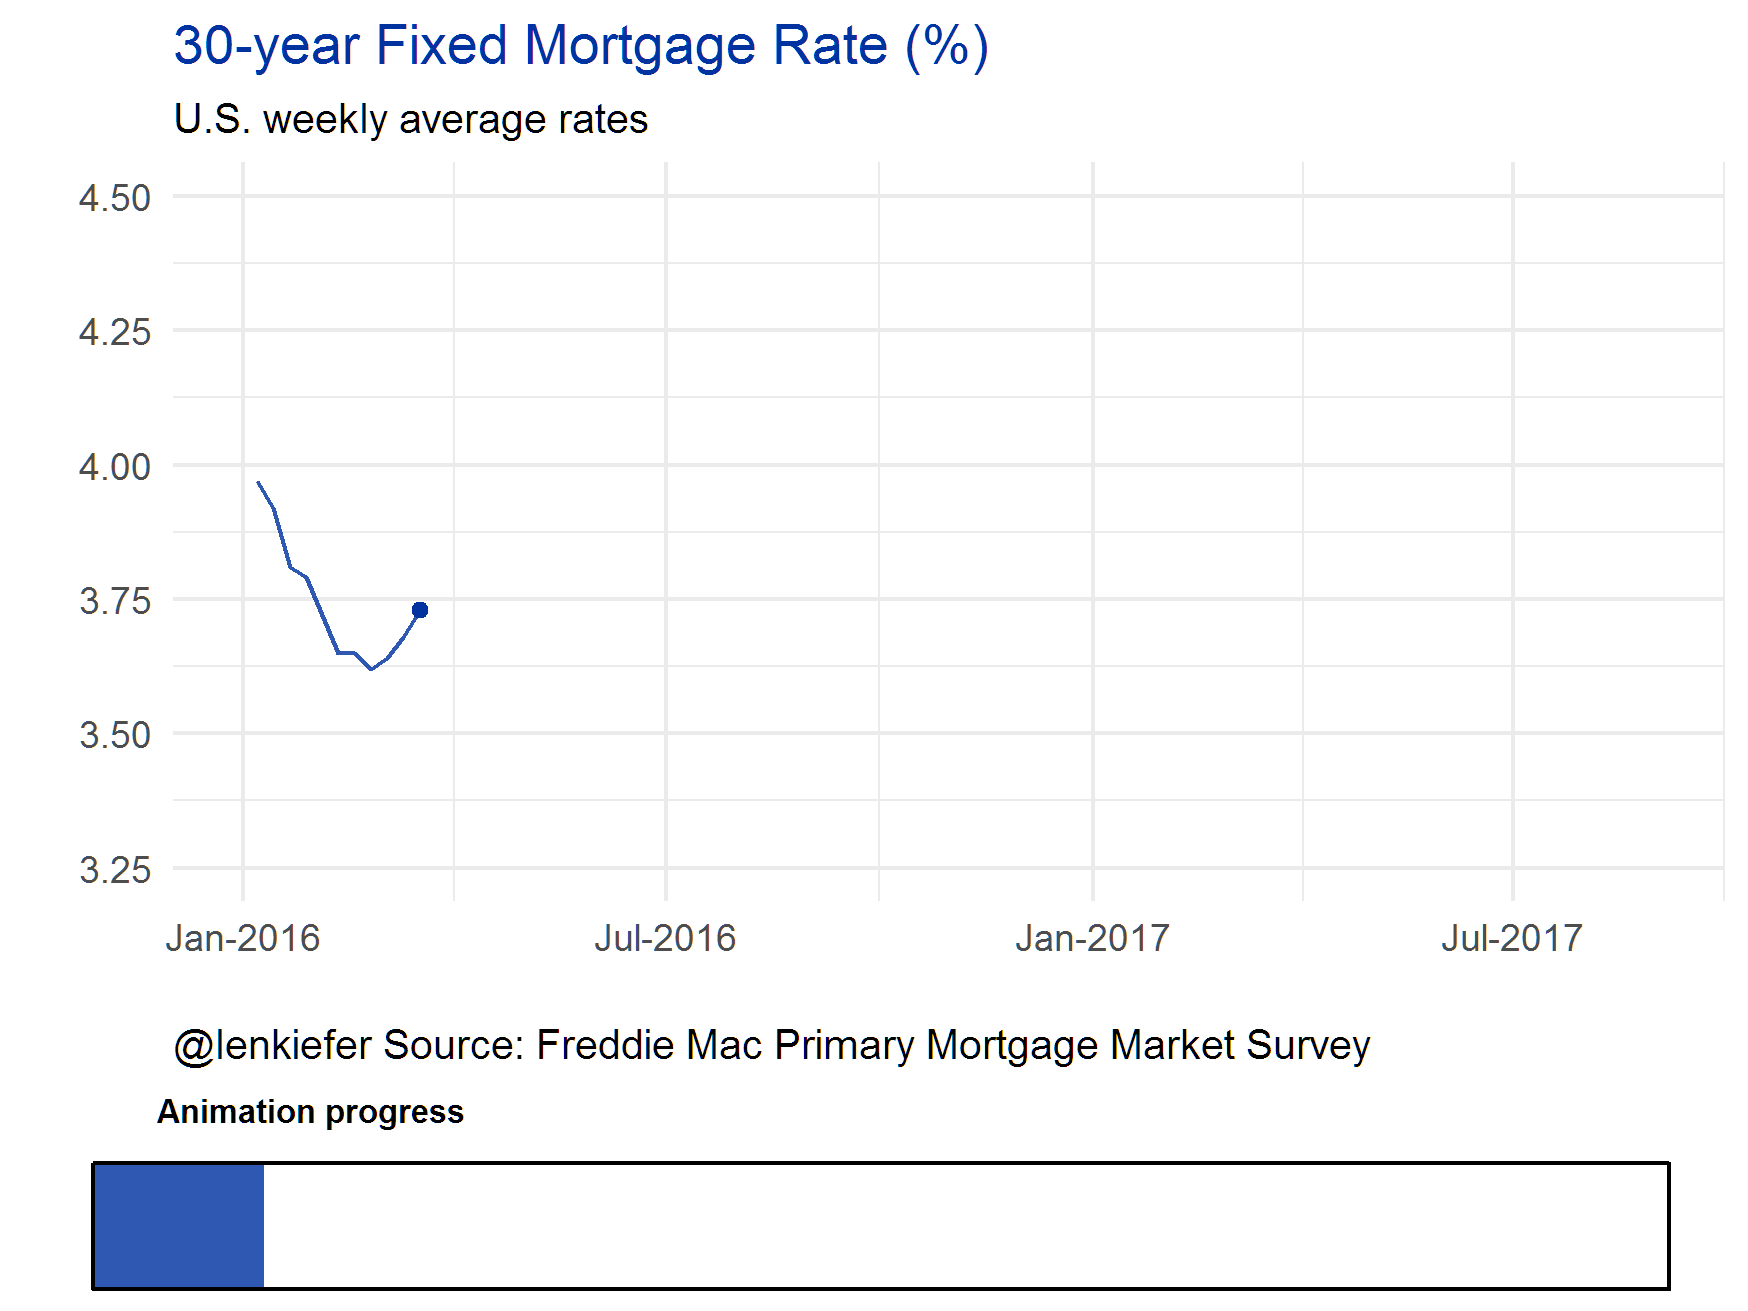 30-year Fixed Mortgage Rate (%)
U.S. weekly average rates
4.50
4.25
4.00
3.75
3.50
3.25
Jan-2016 Jul-2016 Jan-2017 Jul-2017
@lenkiefer Source: Freddie Mac Primary Mortgage Market Survey
Animation progress